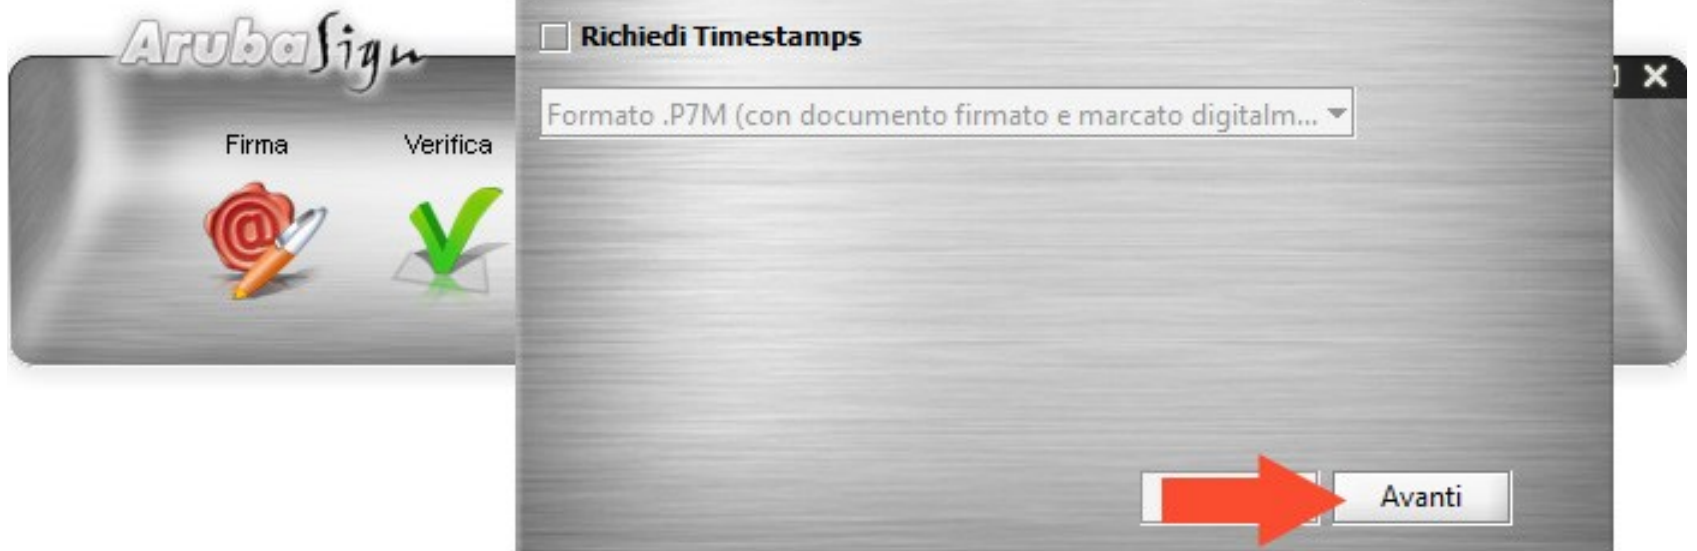 ArubaSign
Richiedi Timestamps
Formato .P7M (con documento firmato e marcato digitalm...
Firma
Verifica
Avanti